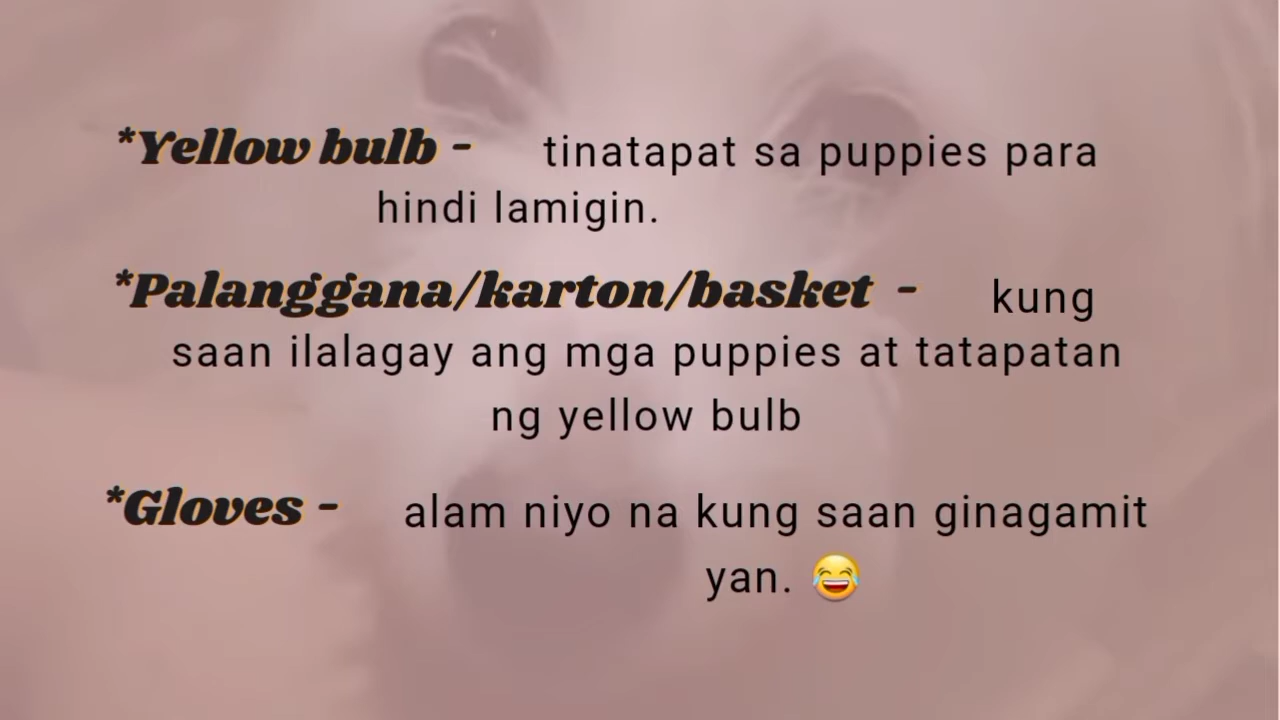 *Yellow bulb - tinatapat sa puppies para
hindi lamigin.
*Palanggana/karton/basket - kung
saan ilalagay ang mga puppies at tatapatan
ng yellow bulb
*Gloves - alam niyo na kung saan ginagamit
yan. 😂